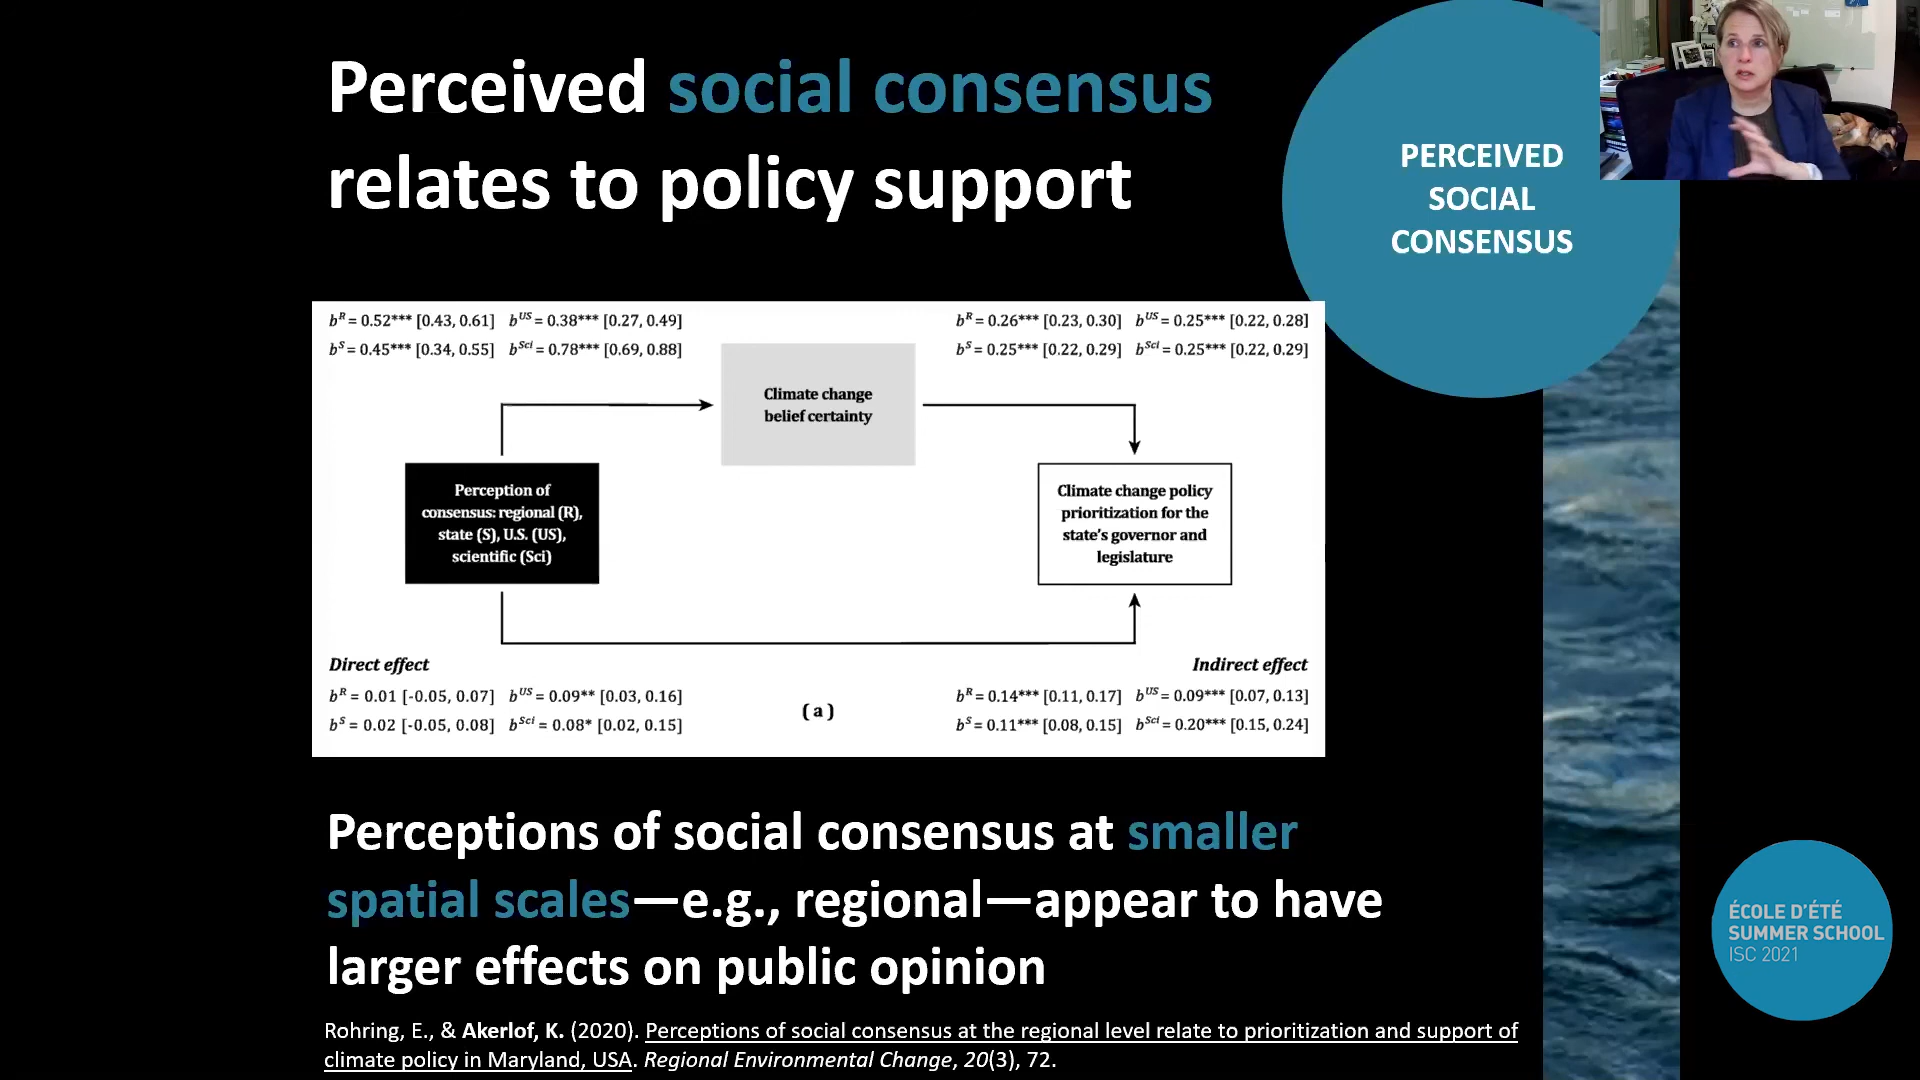 Perceived social consensus
relates to policy support
PERCEIVED
SOCIAL
CONSENSUS
b^R = 0.52*** [0.43, 0.61] b^US = 0.38*** [0.27, 0.49]
b^S = 0.45*** [0.34, 0.55] b^Sci = 0.78*** [0.69, 0.88]
b^R = 0.26*** [0.23, 0.30] b^US = 0.25*** [0.22, 0.28]
b^S = 0.25*** [0.22, 0.29] b^Sci = 0.25*** [0.22, 0.29]
Climate change
belief certainty
Perception of
consensus: regional (R),
state (S), U.S. (US),
scientific (Sci)
Climate change policy
prioritization for the
state's governor and
legislature
Direct effect
b^R = 0.01 [-0.05, 0.07] b^US = 0.09** [0.03, 0.16]
b^S = 0.02 [-0.05, 0.08] b^Sci = 0.08* [0.02, 0.15]
(a)
Indirect effect
b^R = 0.14*** [0.11, 0.17] b^US = 0.09*** [0.07, 0.13]
b^S = 0.11*** [0.08, 0.15] b^Sci = 0.20*** [0.15, 0.24]
Perceptions of social consensus at smaller
spatial scales—e.g., regional—appear to have
larger effects on public opinion
Rohring, E., & Akerlof, K. (2020). Perceptions of social consensus at the regional level relate to prioritization and support of
climate policy in Maryland, USA. Regional Environmental Change, 20(3), 72.
ÉCOLE D'ÉTÉ
SUMMER SCHOOL
ISC 2021